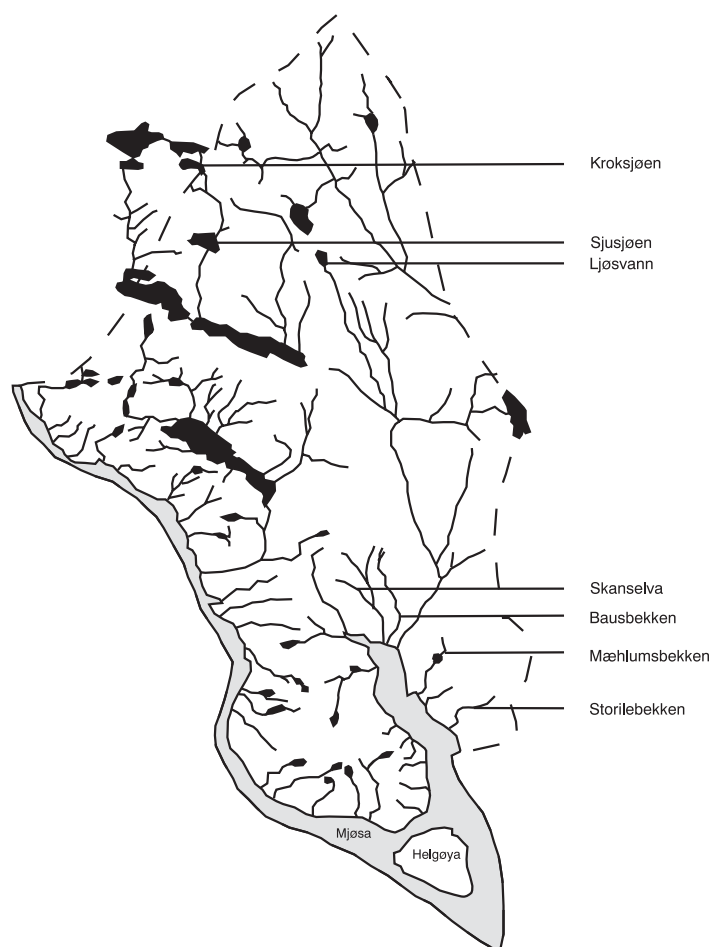 Kroksjøen
Sjusjøen
Ljøsvann
Skanselva
Bausbekken
Mæhlumsbekken
Storilebekken
Mjøsa
Helgøya